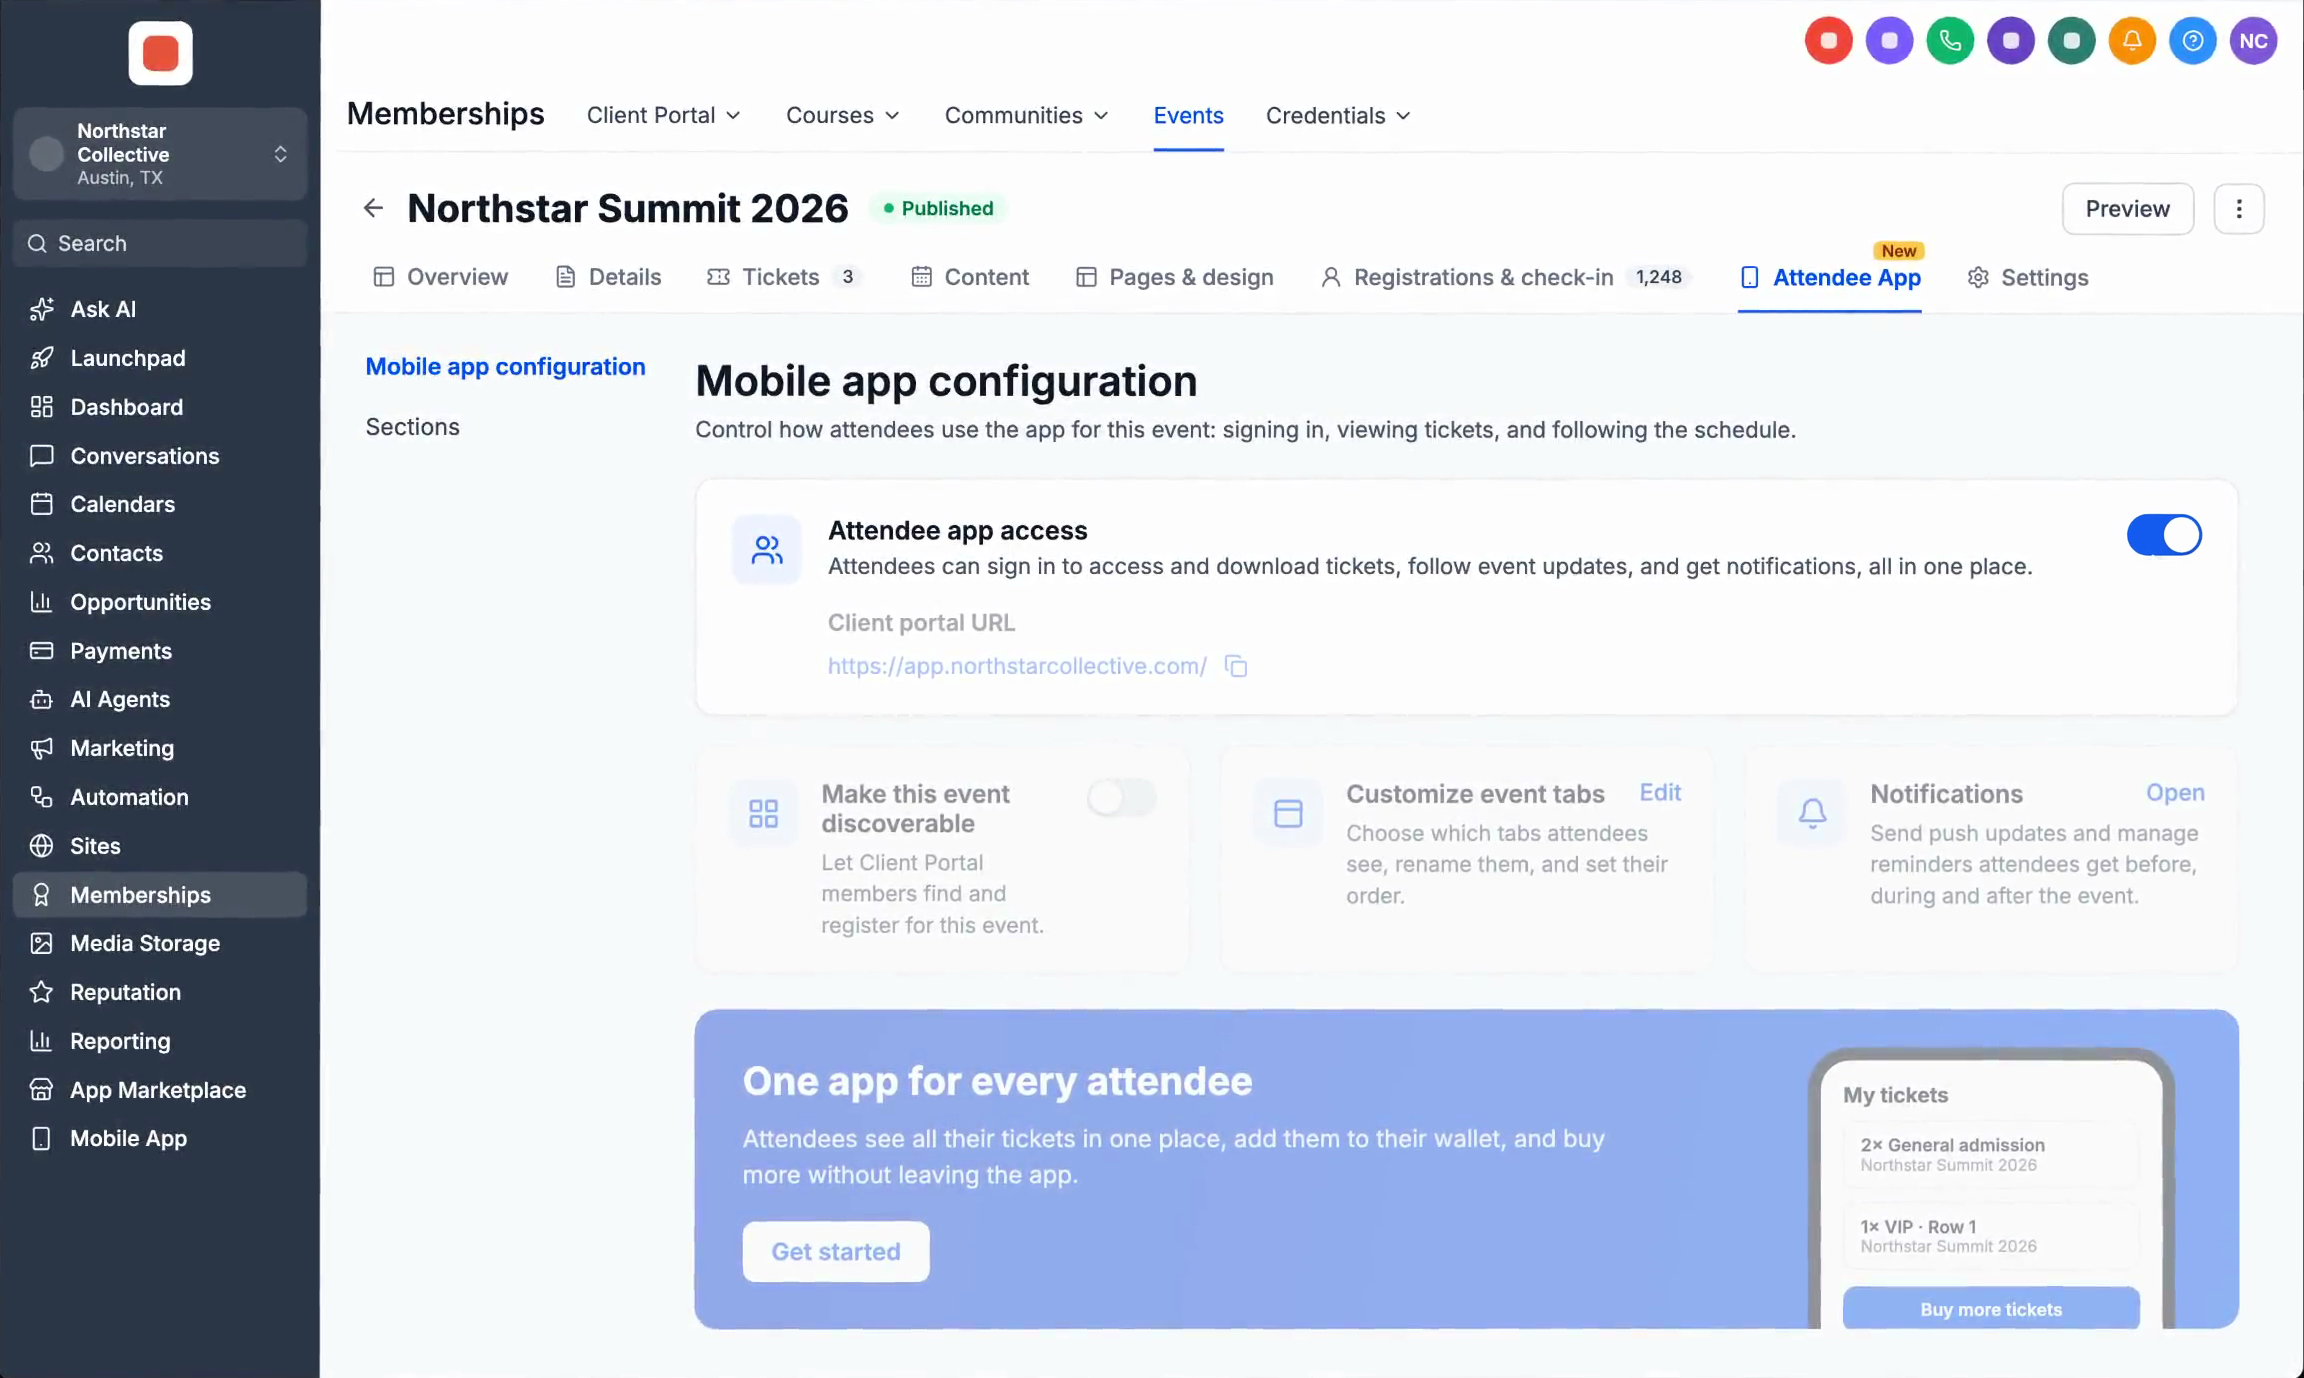 NC
Northstar
Collective
Austin, TX
Search
Ask AI
Launchpad
Dashboard
Conversations
Calendars
Contacts
Opportunities
Payments
AI Agents
Marketing
Automation
Sites
Memberships
Media Storage
Reputation
Reporting
App Marketplace
Mobile App
Memberships Client Portal Courses Communities Events Credentials
Northstar Summit 2026 Published Preview
New
Overview Details Tickets 3 Content Pages & design Registrations & check-in 1,248 Attendee App Settings
Mobile app configuration
Sections
Mobile app configuration
Control how attendees use the app for this event: signing in, viewing tickets, and following the schedule.
Attendee app access
Attendees can sign in to access and download tickets, follow event updates, and get notifications, all in one place.
Client portal URL
https://app.northstarcollective.com/
Make this event
discoverable
Let Client Portal
members find and
register for this event.
Customize event tabs Edit
Choose which tabs attendees
see, rename them, and set their
order.
Notifications Open
Send push updates and manage
reminders attendees get before,
during and after the event.
One app for every attendee
Attendees see all their tickets in one place, add them to their wallet, and buy
more without leaving the app.
Get started
My tickets
2× General admission
Northstar Summit 2026
1× VIP · Row 1
Northstar Summit 2026
Buy more tickets